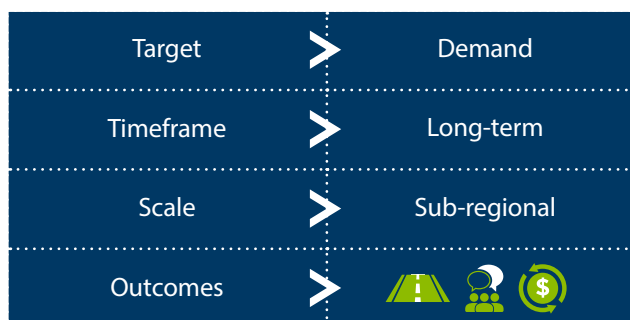 Target Demand
Timeframe Long-term
Scale Sub-regional
Outcomes $